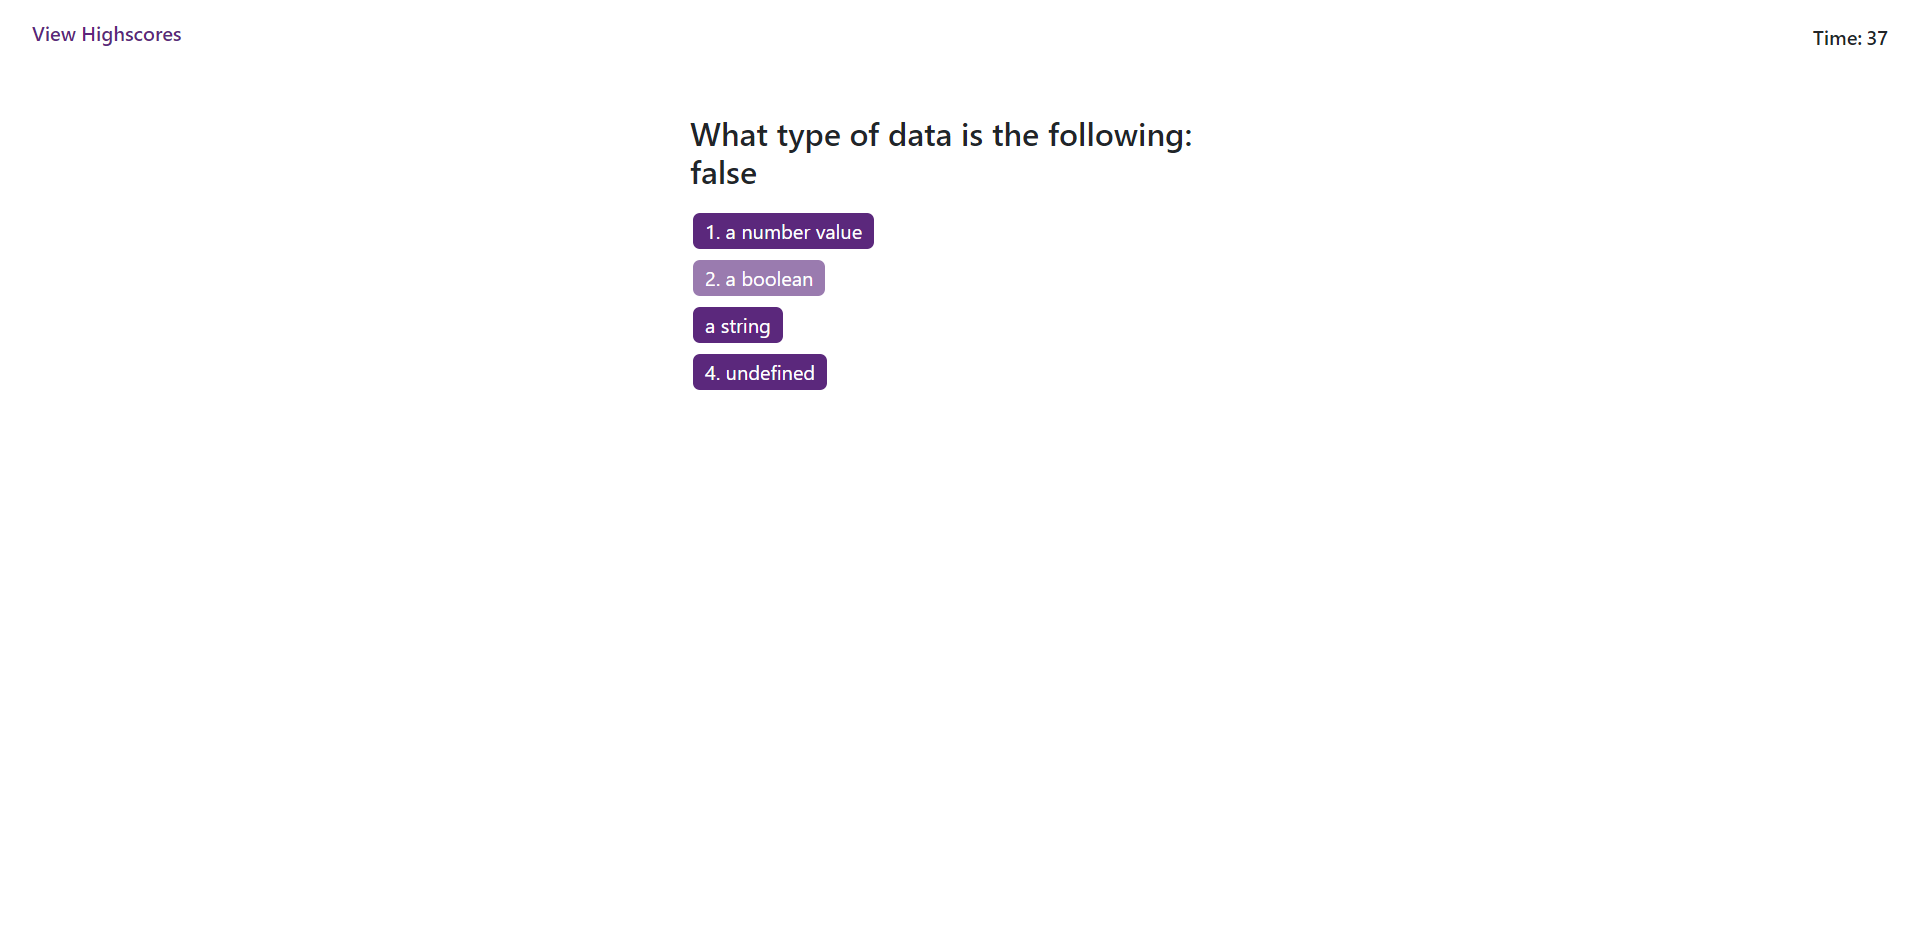 View Highscores
Time: 37
What type of data is the following:
false
1. a number value
2. a boolean
a string
4. undefined